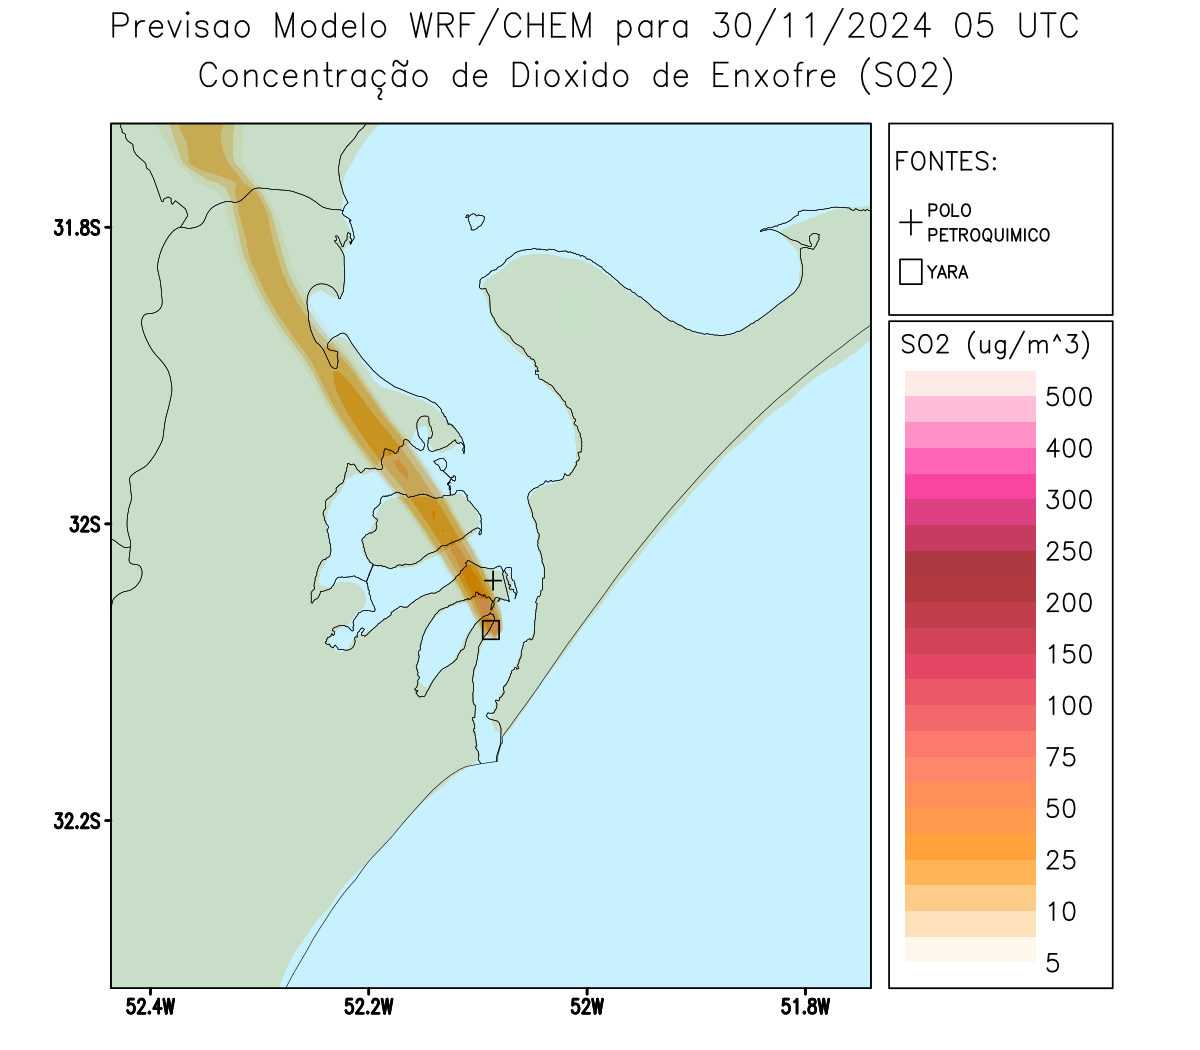 Previsao Modelo WRF/CHEM para 30/11/2024 05 UTC
Concentração de Dioxido de Enxofre (SO2)
FONTES:
POLO
PETROQUIMICO
YARA
SO2 (ug/m^3)
500
400
300
250
200
150
100
75
50
25
10
5
31.8S
32S
32.2S
52.4W
52.2W
52W
51.8W